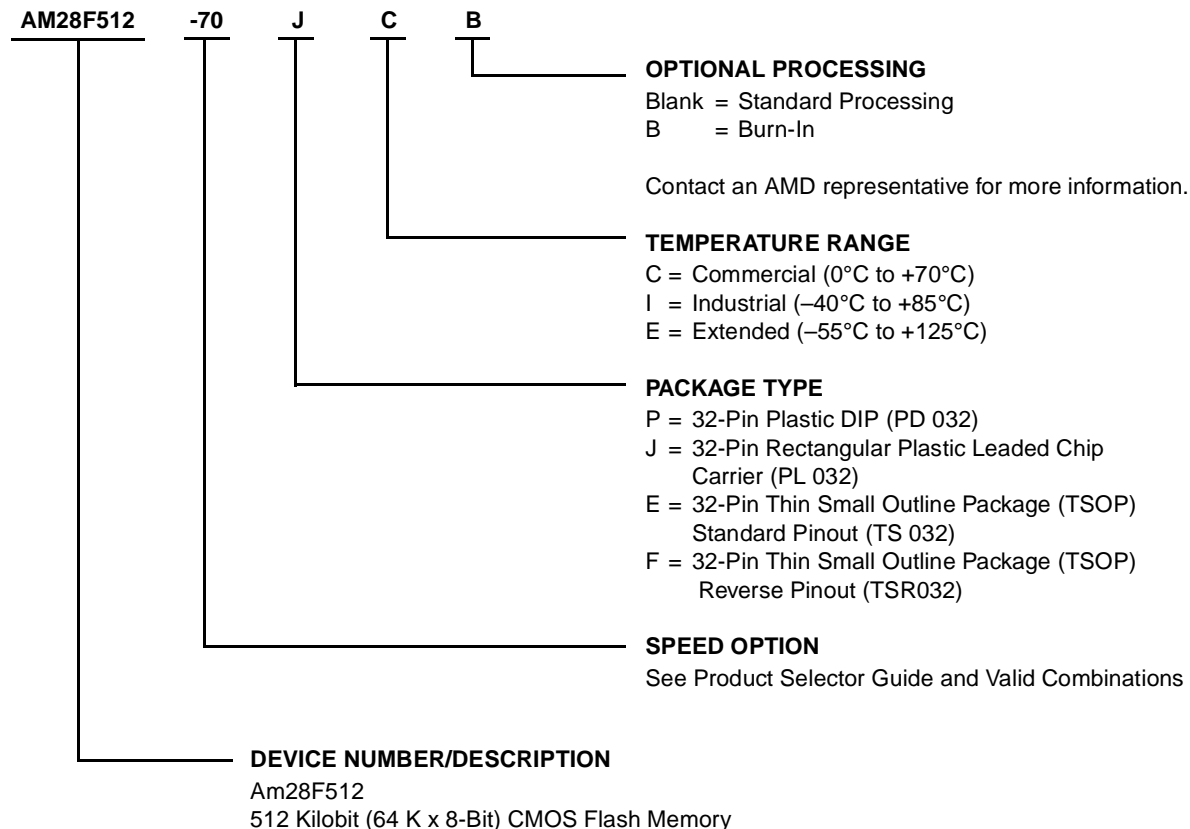 AM28F512 -70 J C B
OPTIONAL PROCESSING
Blank = Standard Processing
B = Burn-In
Contact an AMD representative for more information.
TEMPERATURE RANGE
C = Commercial (0°C to +70°C)
I = Industrial (–40°C to +85°C)
E = Extended (–55°C to +125°C)
PACKAGE TYPE
P = 32-Pin Plastic DIP (PD 032)
J = 32-Pin Rectangular Plastic Leaded Chip
Carrier (PL 032)
E = 32-Pin Thin Small Outline Package (TSOP)
Standard Pinout (TS 032)
F = 32-Pin Thin Small Outline Package (TSOP)
Reverse Pinout (TSR032)
SPEED OPTION
See Product Selector Guide and Valid Combinations
DEVICE NUMBER/DESCRIPTION
Am28F512
512 Kilobit (64 K x 8-Bit) CMOS Flash Memory